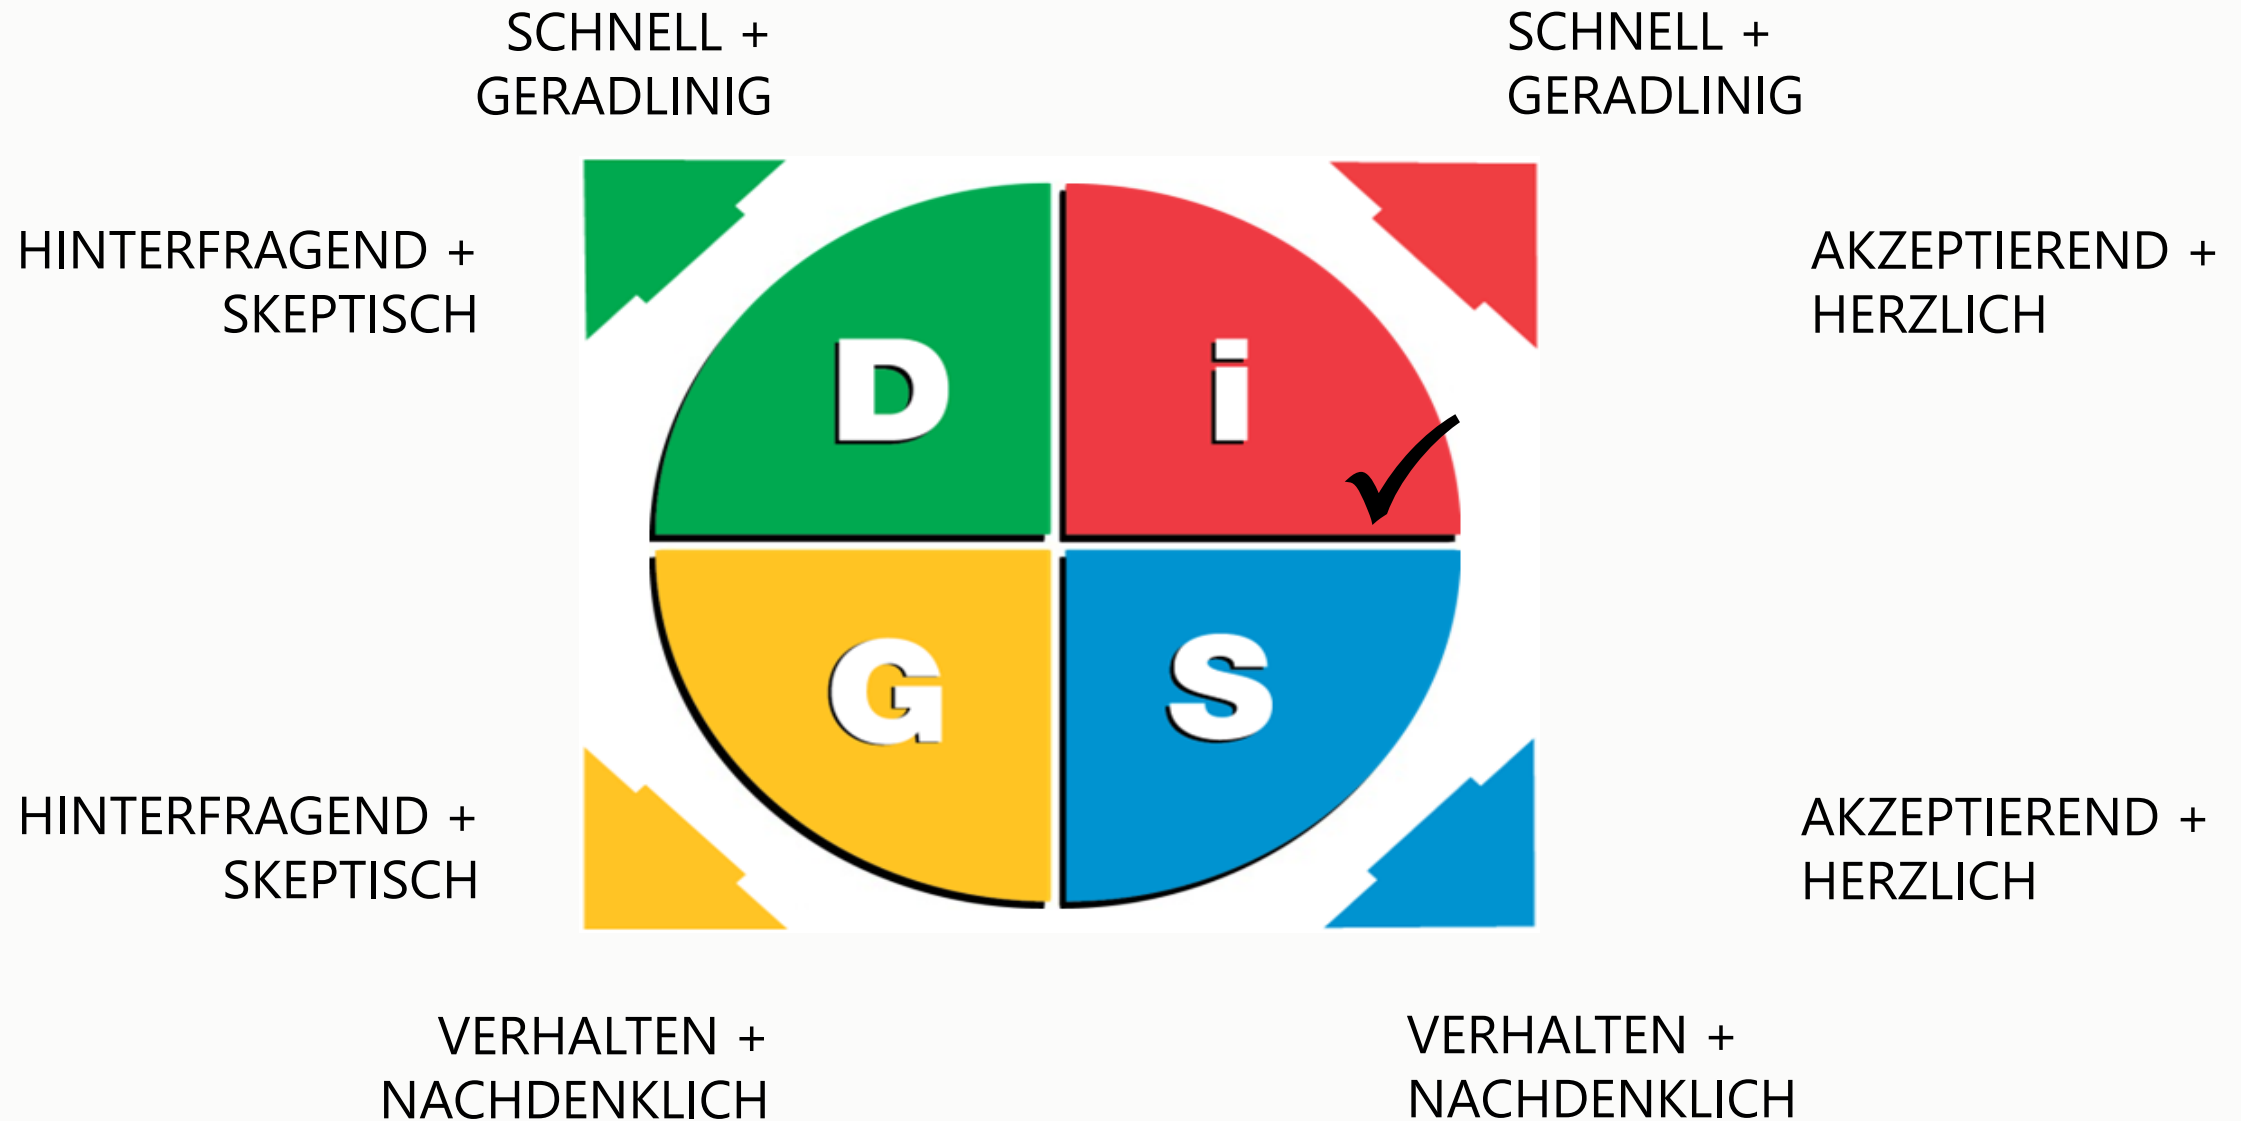 SCHNELL +
GERADLINIG
SCHNELL +
GERADLINIG
HINTERFRAGEND +
SKEPTISCH
AKZEPTIEREND +
HERZLICH
D
i
G
S
HINTERFRAGEND +
SKEPTISCH
AKZEPTIEREND +
HERZLICH
VERHALTEN +
NACHDENKLICH
VERHALTEN +
NACHDENKLICH